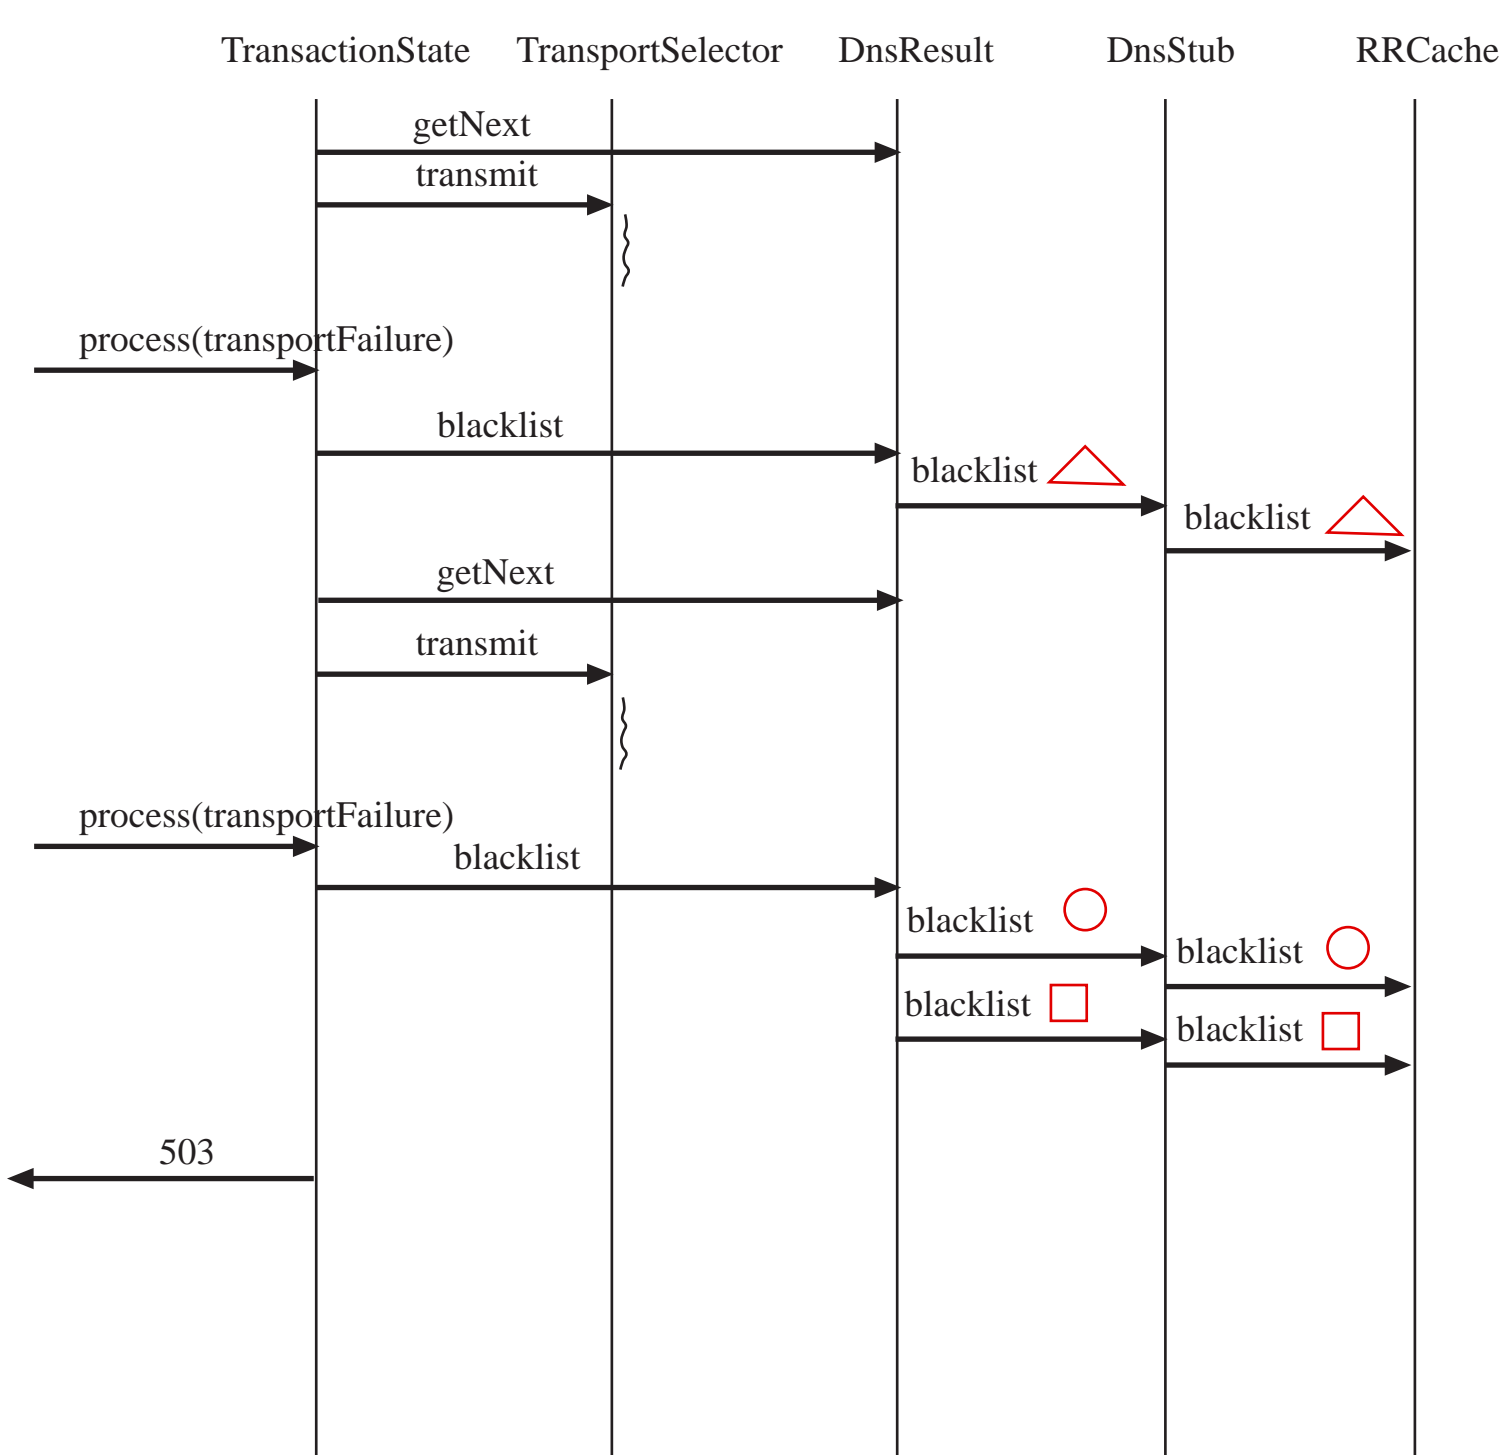 TransactionState TransportSelector DnsResult DnsStub RRCache
getNext
transmit
process(transportFailure)
blacklist
blacklist
blacklist
getNext
transmit
process(transportFailure)
blacklist
blacklist
blacklist
blacklist
blacklist
503